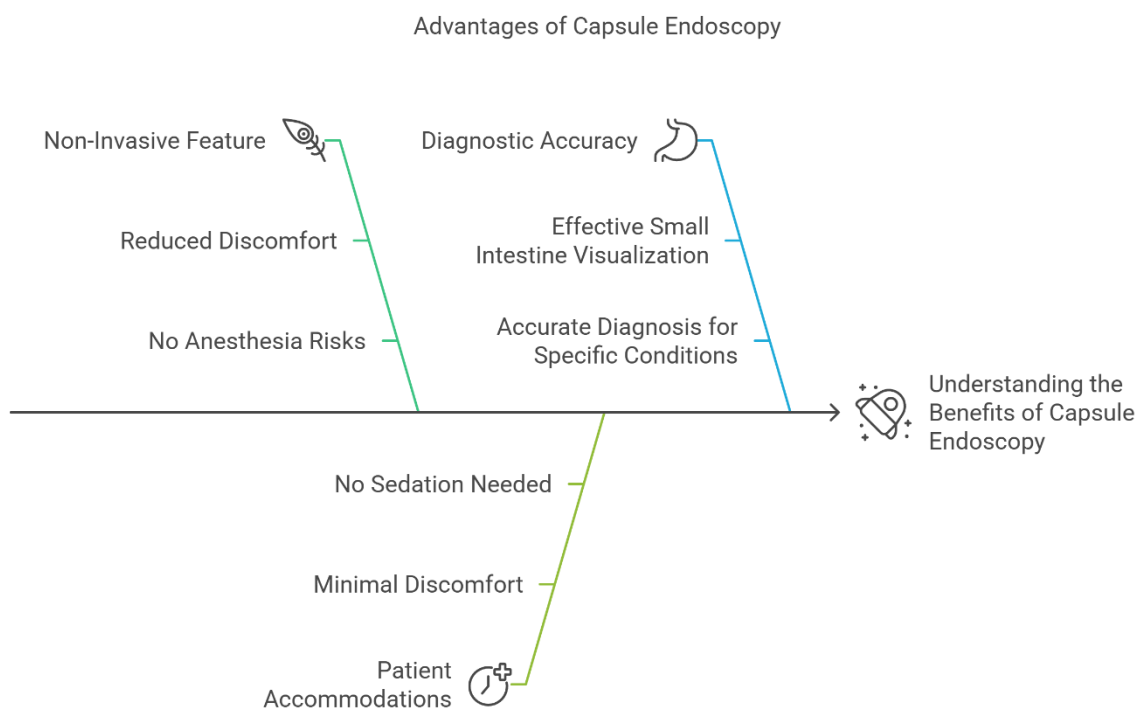 Advantages of Capsule Endoscopy
Non-Invasive Feature
Reduced Discomfort
No Anesthesia Risks
Diagnostic Accuracy
Effective Small
Intestine Visualization
Accurate Diagnosis for
Specific Conditions
Understanding the
Benefits of Capsule
Endoscopy
No Sedation Needed
Minimal Discomfort
Patient
Accommodations